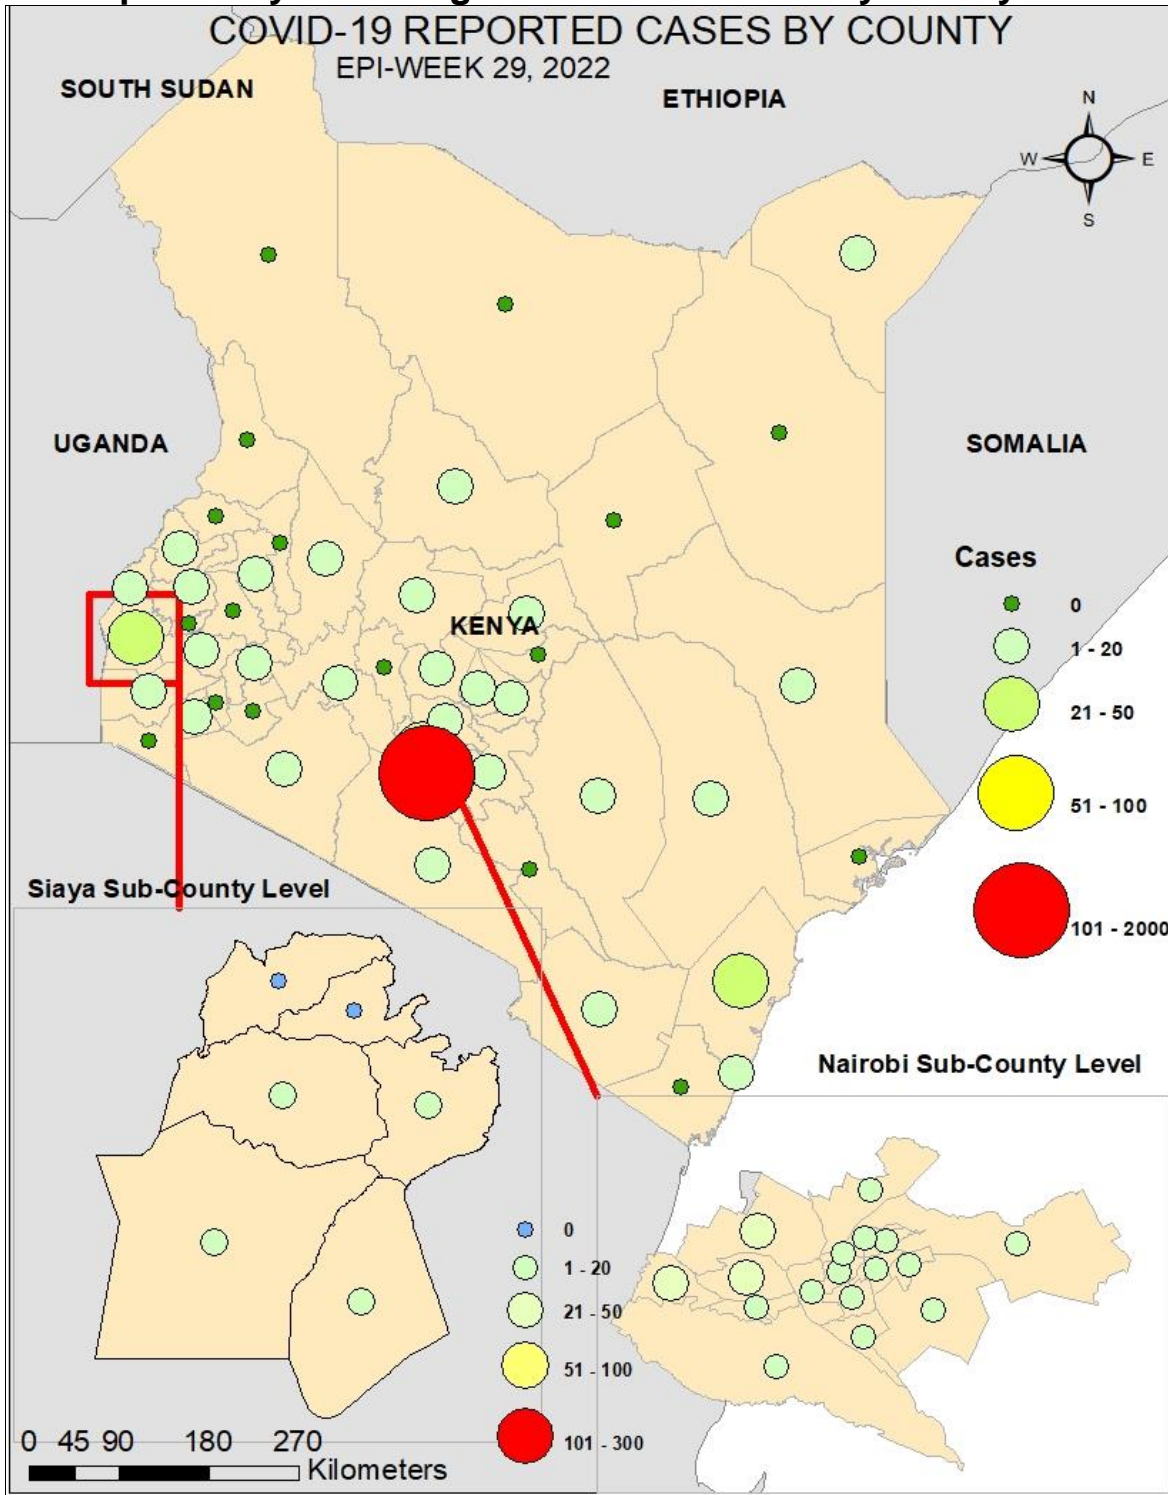 COVID-19 REPORTED CASES BY COUNTY
EPI-WEEK 29, 2022
SOUTH SUDAN
ETHIOPIA
N
W
E
S
UGANDA
SOMALIA
KENYA
Cases
0
1 - 20
21 - 50
51 - 100
101 - 2000
Siaya Sub-County Level
Nairobi Sub-County Level
0
1 - 20
21 - 50
51 - 100
101 - 300
0 45 90 180 270
Kilometers